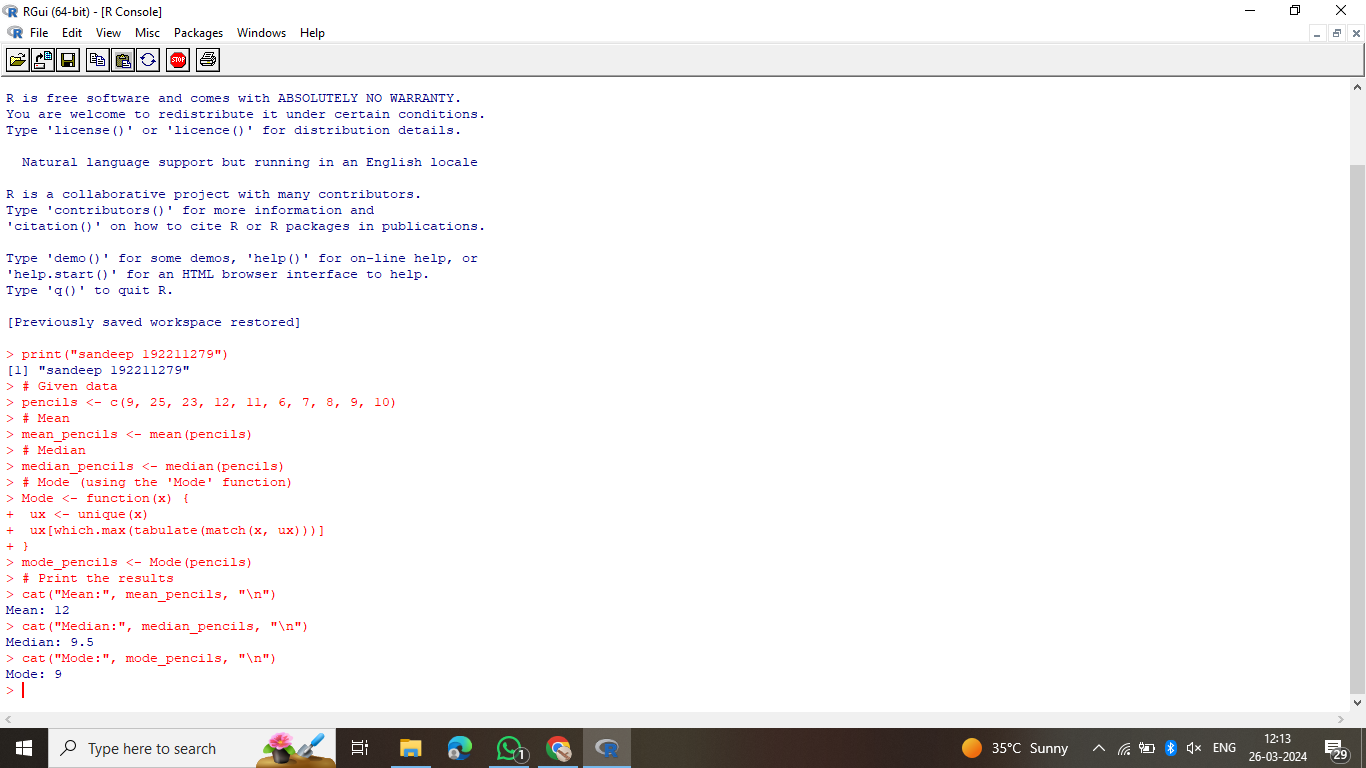 RGui (64-bit) - [R Console]
File Edit View Misc Packages Windows Help
STOP
R is free software and comes with ABSOLUTELY NO WARRANTY.
You are welcome to redistribute it under certain conditions.
Type 'license()' or 'licence()' for distribution details.
Natural language support but running in an English locale
R is a collaborative project with many contributors.
Type 'contributors()' for more information and
'citation()' on how to cite R or R packages in publications.
Type 'demo()' for some demos, 'help()' for on-line help, or
'help.start()' for an HTML browser interface to help.
Type 'q()' to quit R.
[Previously saved workspace restored]
> print("sandeep 192211279")
[1] "sandeep 192211279"
> # Given data
> pencils <- c(9, 25, 23, 12, 11, 6, 7, 8, 9, 10)
> # Mean
> mean_pencils <- mean(pencils)
> # Median
> median_pencils <- median(pencils)
> # Mode (using the 'Mode' function)
> Mode <- function(x) {
+  ux <- unique(x)
+  ux[which.max(tabulate(match(x, ux)))]
+ }
> mode_pencils <- Mode(pencils)
> # Print the results
> cat("Mean:", mean_pencils, "\n")
Mean: 12
> cat("Median:", median_pencils, "\n")
Median: 9.5
> cat("Mode:", mode_pencils, "\n")
Mode: 9
>
Type here to search
1
35°C Sunny
ENG
12:13
26-03-2024
29